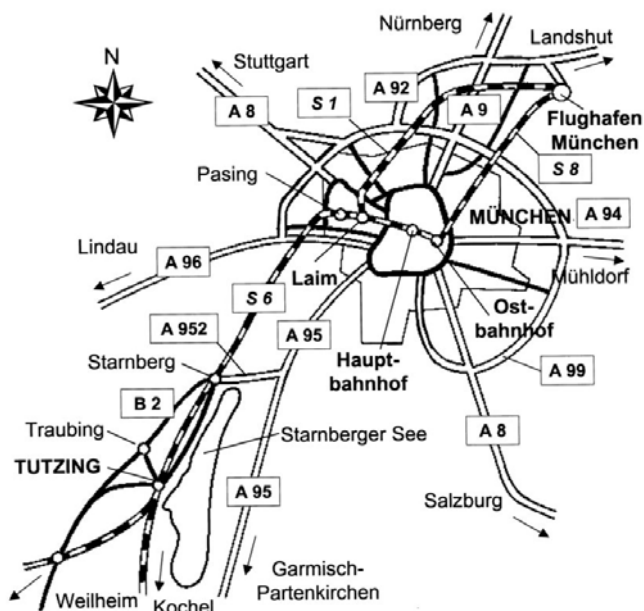 Nürnberg
Landshut
N
Stuttgart
A 92
A 8
S 1
A 9
Flughafen
München
Pasing
S 8
MÜNCHEN
A 94
Lindau
A 96
Laim
Mühldorf
S 6
Ost-
bahnhof
A 952
A 95
Haupt-
bahnhof
Starnberg
A 99
B 2
Traubing
Starnberger See
A 8
TUTZING
A 95
Salzburg
Garmisch-
Partenkirchen
Weilheim
Kochel